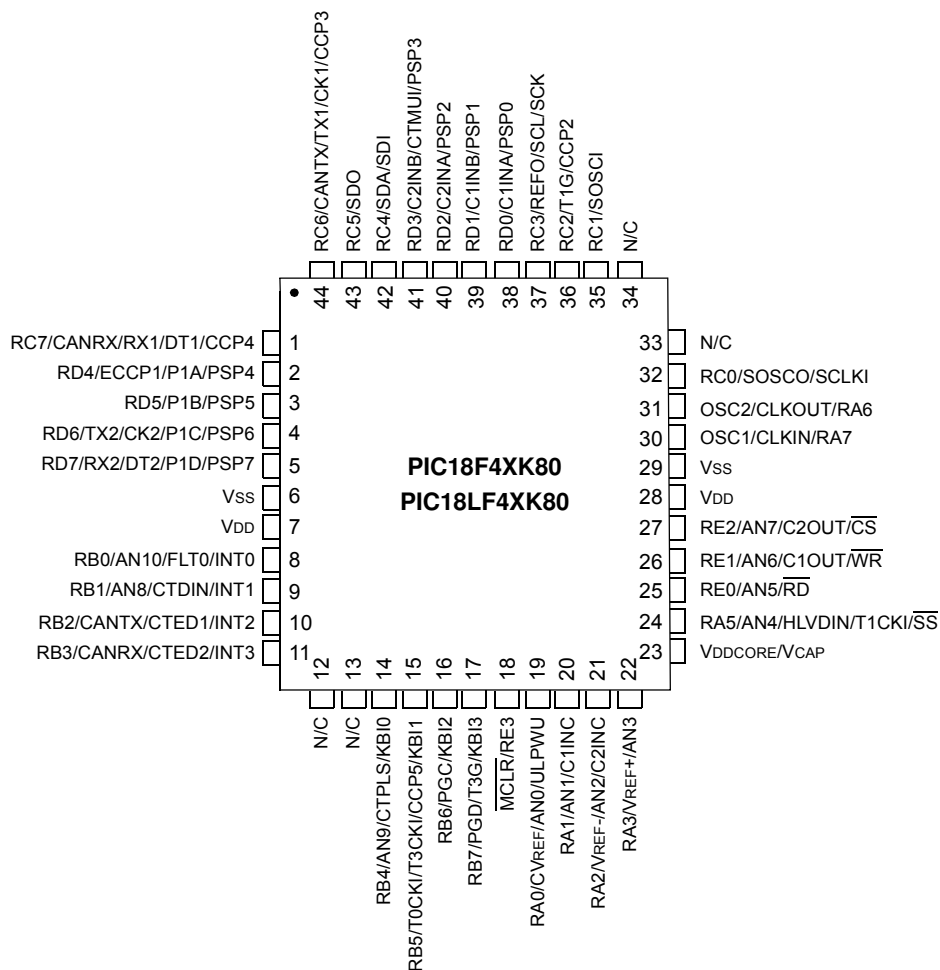 RC6/CANTX/TX1/CK1/CCP3
RC5/SDO
RC4/SDA/SDI
RD3/C2INB/CTMUI/PSP3
RD2/C2INA/PSP2
RD1/C1INB/PSP1
RD0/C1INA/PSP0
RC3/REFO/SCL/SCK
RC2/T1G/CCP2
RC1/SOSCI
N/C
44
43
42
41
40
39
38
37
36
35
34
RC7/CANRX/RX1/DT1/CCP4 1
RD4/ECCP1/P1A/PSP4 2
RD5/P1B/PSP5 3
RD6/TX2/CK2/P1C/PSP6 4
RD7/RX2/DT2/P1D/PSP7 5
VSS 6
VDD 7
RB0/AN10/FLT0/INT0 8
RB1/AN8/CTDIN/INT1 9
RB2/CANTX/CTED1/INT2 10
RB3/CANRX/CTED2/INT3 11
PIC18F4XK80
PIC18LF4XK80
33 N/C
32 RC0/SOSCO/SCLKI
31 OSC2/CLKOUT/RA6
30 OSC1/CLKIN/RA7
29 VSS
28 VDD
27 RE2/AN7/C2OUT/CS
26 RE1/AN6/C1OUT/WR
25 RE0/AN5/RD
24 RA5/AN4/HLVDIN/T1CKI/SS
23 VDDCORE/VCAP
12
13
14
15
16
17
18
19
20
21
22
N/C
N/C
RB4/AN9/CTPLS/KBI0
RB5/T0CKI/T3CKI/CCP5/KBI1
RB6/PGC/KBI2
RB7/PGD/T3G/KBI3
MCLR/RE3
RA0/CVREF/AN0/ULPWU
RA1/AN1/C1INC
RA2/VREF-/AN2/C2INC
RA3/VREF+/AN3